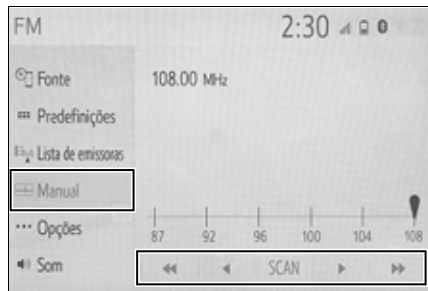 FM 2:30
Fonte
108.00 MHz
Predefinições
Lista de emissoras
Manual
Opções
87 92 96 100 104 108
Som
SCAN